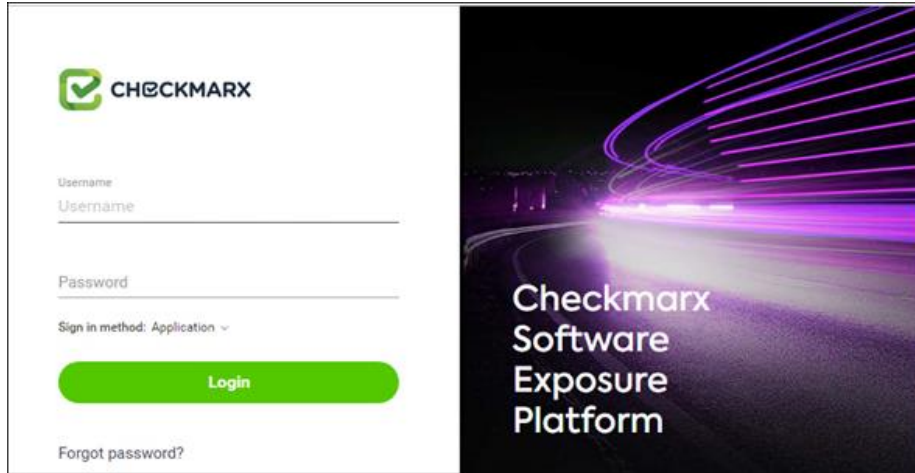 CHECKMARX
Username
Username
Password
Sign in method: Application
Login
Forgot password?
Checkmarx
Software
Exposure
Platform